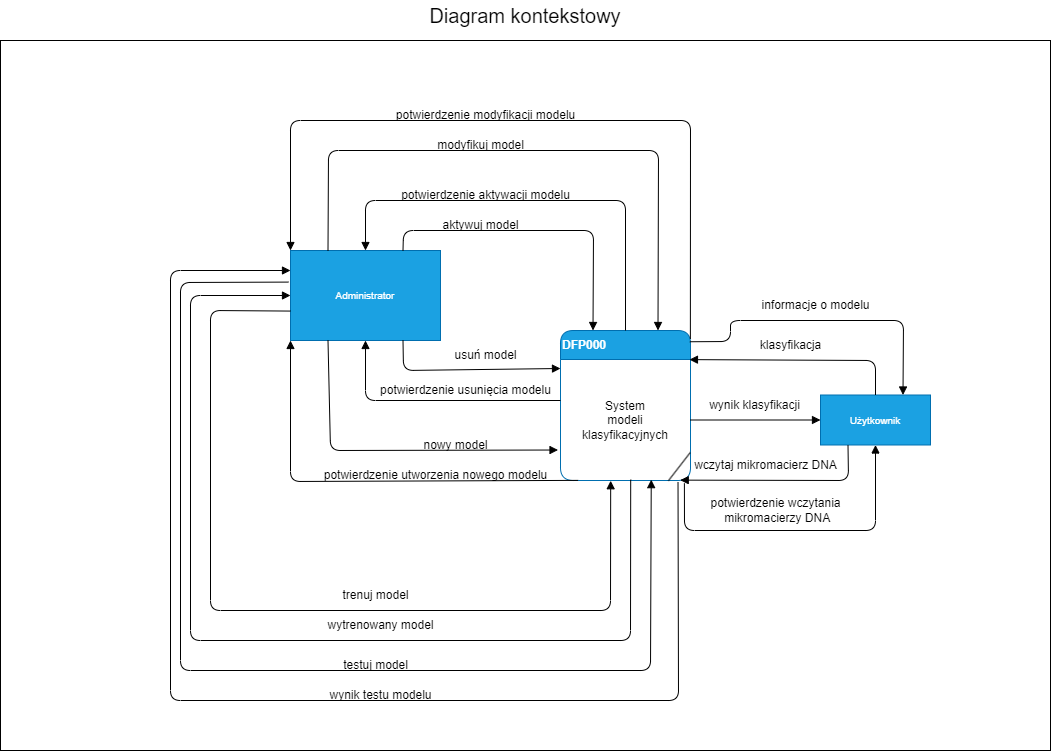 Diagram kontekstowy
potwierdzenie modyfikacji modelu
modyfikuj model
potwierdzenie aktywacji modelu
aktywuj model
Administrator
informacje o modelu
DFP000
klasyfikacja
usuń model
potwierdzenie usunięcia modelu
System
modeli
klasyfikacyjnych
wynik klasyfikacji
Użytkownik
nowy model
wczytaj mikromacierz DNA
potwierdzenie utworzenia nowego modelu
potwierdzenie wczytania
mikromacierzy DNA
trenuj model
wytrenowany model
testuj model
wynik testu modelu